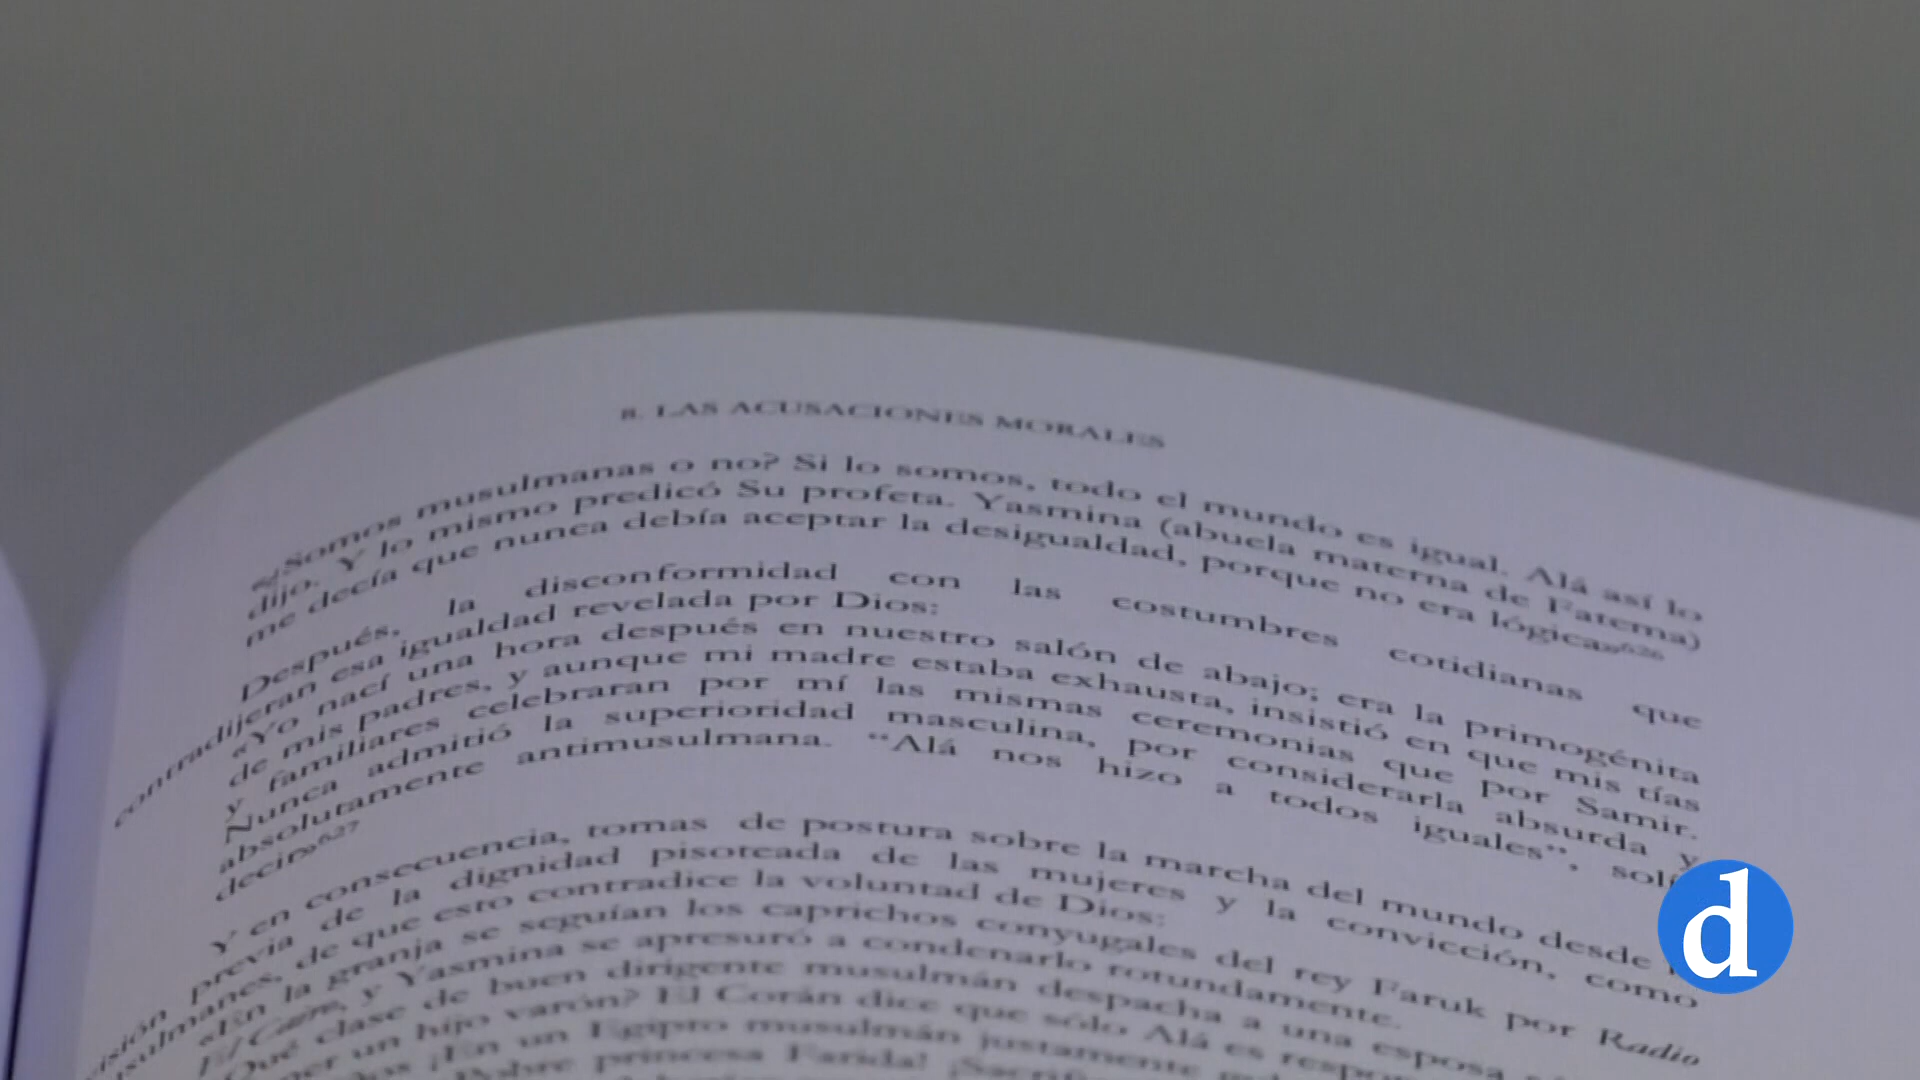 8. LAS ACUSACIONES MORALES
«¿Somos musulmanas o no? Si lo somos, todo el mundo es igual. Alá así lo
dijo. Y lo mismo predicó Su profeta. Yasmina (abuela materna de Fatema)
me decía que nunca debía aceptar la desigualdad, porque no era lógica»626
Después, la disconformidad con las costumbres cotidianas que
contradijeran esa igualdad revelada por Dios:
«Yo nací una hora después en nuestro salón de abajo; era la primogénita
de mis padres, y aunque mi madre estaba exhausta, insistió en que mis tías
y familiares celebraran por mí las mismas ceremonias que por Samir.
Nunca admitió la superioridad masculina, por considerarla absurda y
absolutamente antimusulmana. “Alá nos hizo a todos iguales”, solí
decir»627
Y en consecuencia, tomas de postura sobre la marcha del mundo desde
visión previa de la dignidad pisoteada de las mujeres y la convicción, como
usulmanes, de que esto contradice la voluntad de Dios:
«En la granja se seguían los caprichos conyugales del rey Faruk por Radio
El Cairo, y Yasmina se apresuró a condenarlo rotundamente.
Qué clase de buen dirigente musulmán despacha a una esposa
ner un hijo varón? El Corán dice que sólo Alá es respon
¡En un Egipto musulmán justamente
Pobre princesa Farida!
d